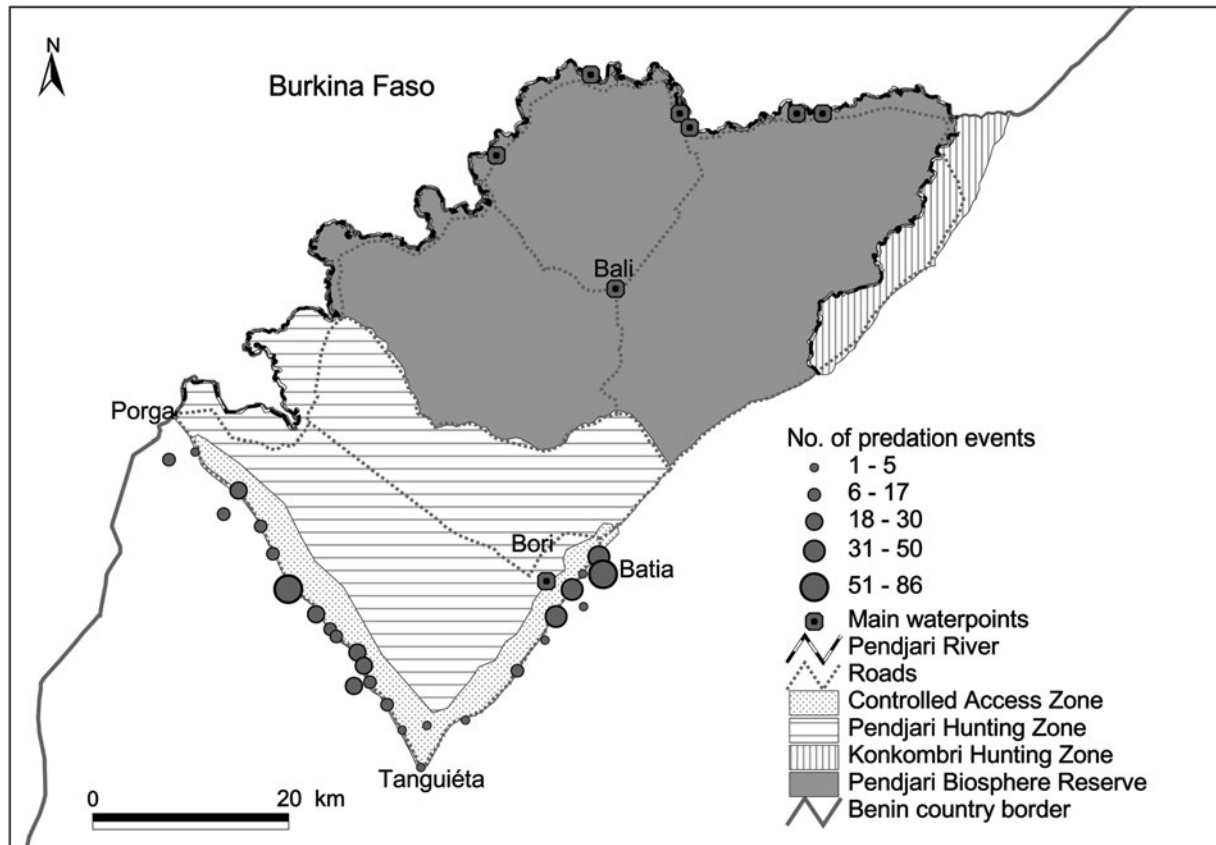 N
Burkina Faso
Bali
Porga
Bori
Batia
Tanguiéta
0 20 km
No. of predation events
1 - 5
6 - 17
18 - 30
31 - 50
51 - 86
Main waterpoints
Pendjari River
Roads
Controlled Access Zone
Pendjari Hunting Zone
Konkombri Hunting Zone
Pendjari Biosphere Reserve
Benin country border